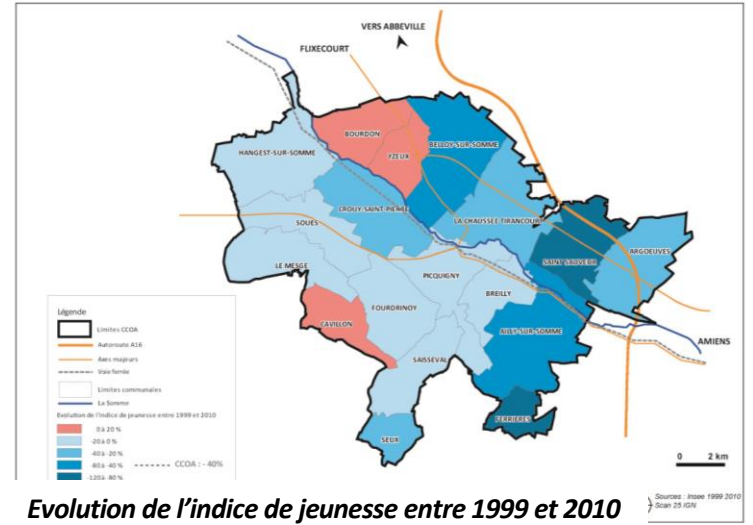 VERS ABBEVILLE
FLIXECOURT
BOURDON
YZEUX
BELLOY-SUR-SOMME
HANGEST-SUR-SOMME
CROUY-SAINT-PIERRE
LA CHAUSSEE-TIRANCOURT
SOUES
ARGOEUVES
SAINT SAUVEUR
LE MESGE
PICQUIGNY
BREILLY
FOURDRINOY
CAVILLON
AILLY-SUR-SOMME
AMIENS
SAISSEVAL
FERRIERES
SEUX
Légende
Limites CCOA
Autoroute A16
Axes majeurs
Voie ferrée
Limites communales
La Somme
Evolution de l'indice de jeunesse entre 1999 et 2010
0 à 20 %
-20 à 0 %
-40 à -20 %
-80 à -40 %
-120 à -80 %
CCOA : - 40%
0 2 km
Evolution de l'indice de jeunesse entre 1999 et 2010
Sources : Insee 1999 2010
Scan 25 IGN